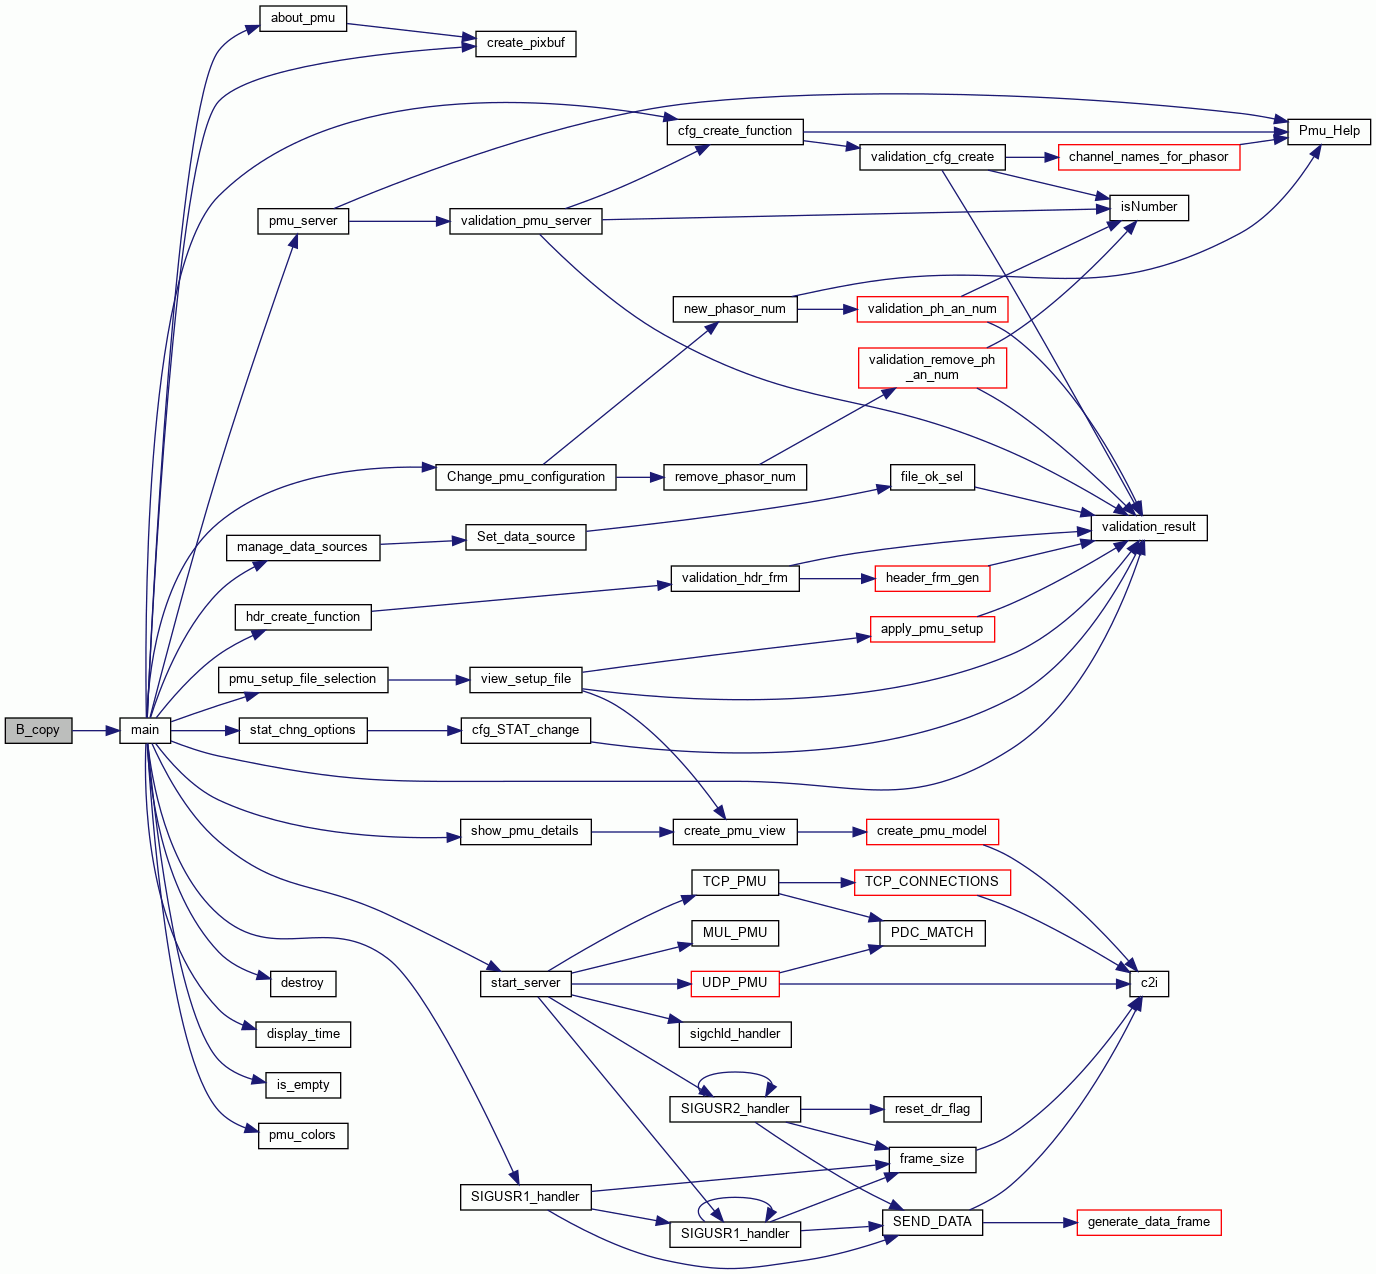 about_pmu
create_pixbuf
cfg_create_function
Pmu_Help
validation_cfg_create
channel_names_for_phasor
isNumber
pmu_server
validation_pmu_server
new_phasor_num
validation_ph_an_num
validation_remove_ph
_an_num
Change_pmu_configuration
remove_phasor_num
file_ok_sel
validation_result
manage_data_sources
Set_data_source
validation_hdr_frm
header_frm_gen
hdr_create_function
apply_pmu_setup
pmu_setup_file_selection
view_setup_file
B_copy
main
stat_chng_options
cfg_STAT_change
show_pmu_details
create_pmu_view
create_pmu_model
TCP_PMU
TCP_CONNECTIONS
MUL_PMU
PDC_MATCH
destroy
start_server
UDP_PMU
c2i
display_time
sigchld_handler
is_empty
SIGUSR2_handler
reset_dr_flag
pmu_colors
frame_size
SIGUSR1_handler
SIGUSR1_handler
SEND_DATA
generate_data_frame